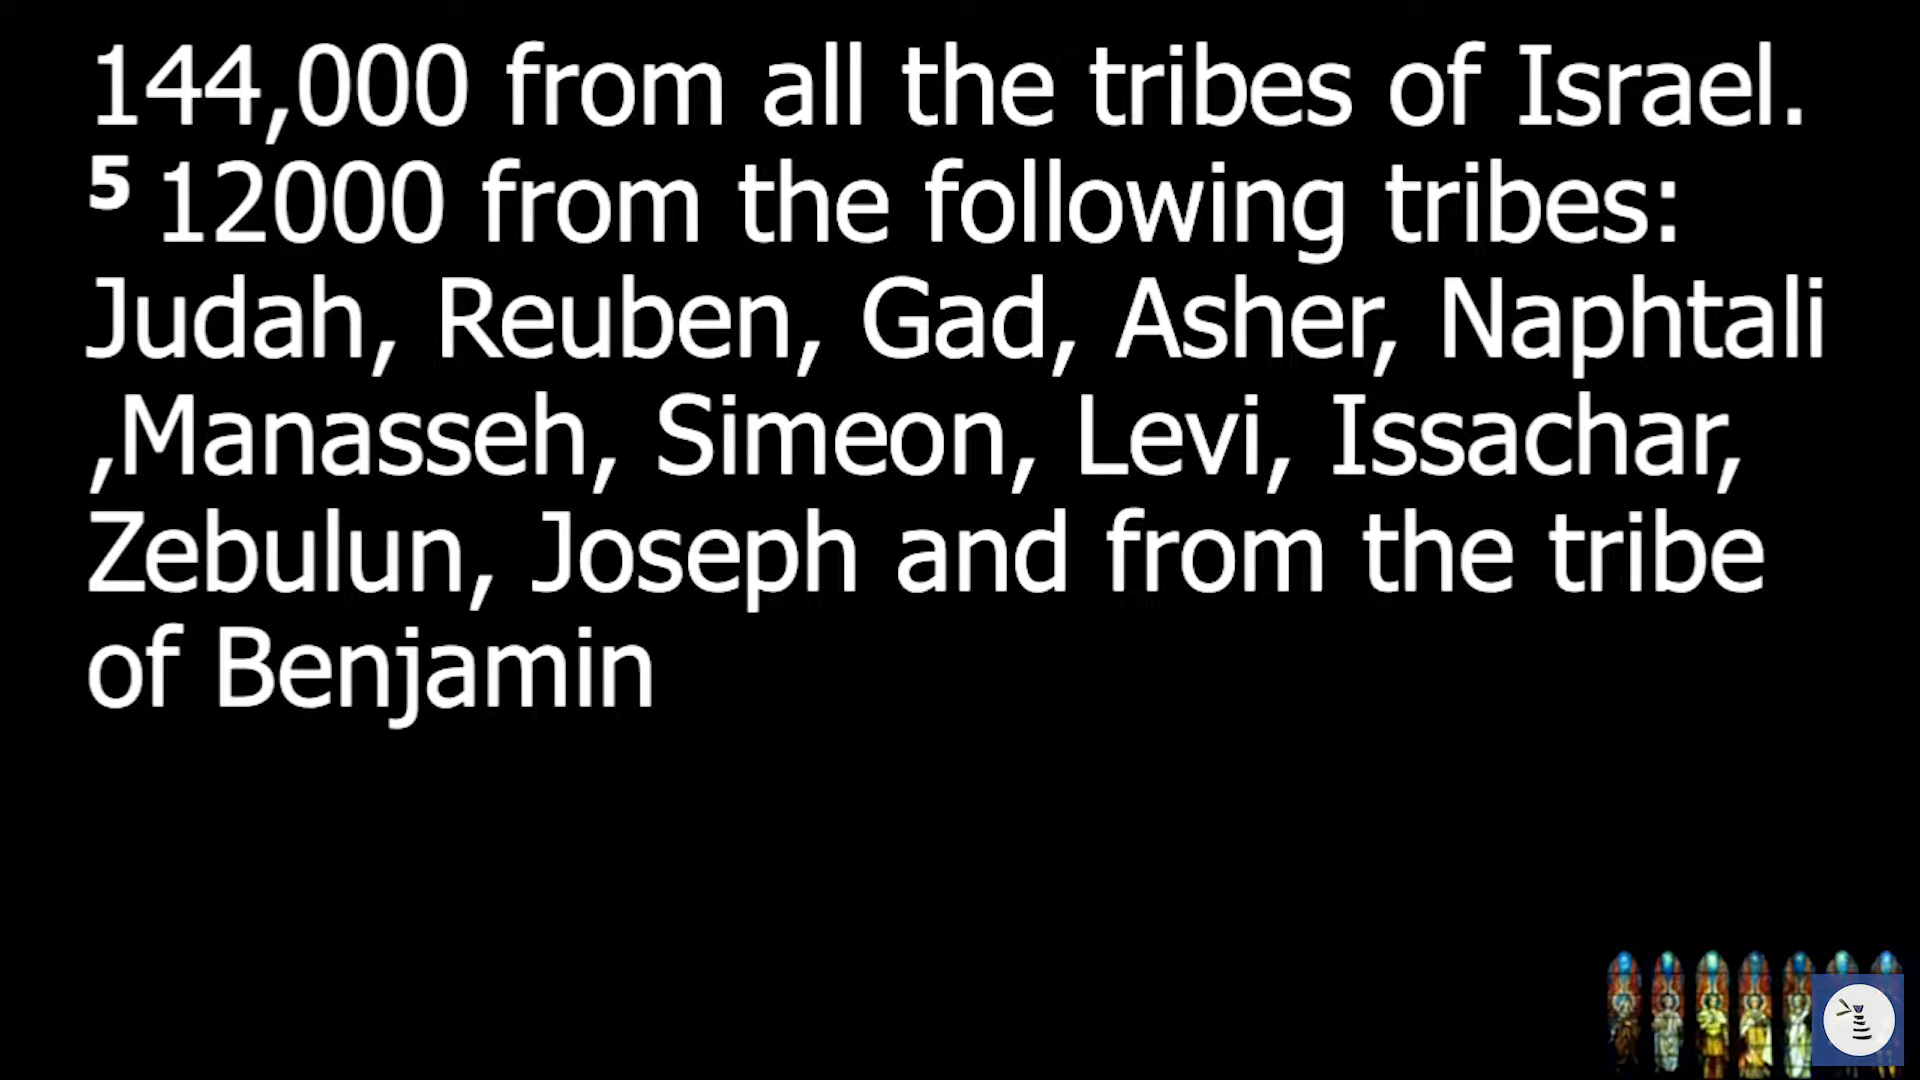 144,000 from all the tribes of Israel.
5 12000 from the following tribes:
Judah, Reuben, Gad, Asher, Naphtali
,Manasseh, Simeon, Levi, Issachar,
Zebulun, Joseph and from the tribe
of Benjamin